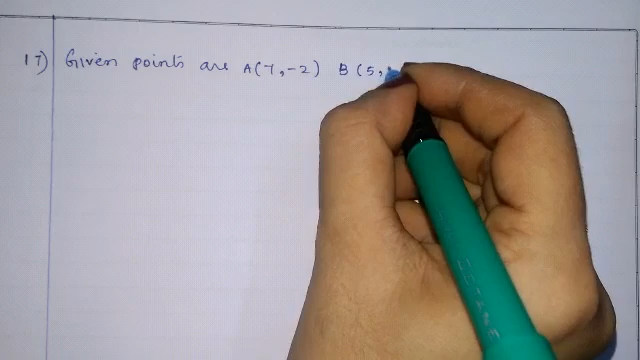 17) Given points are A(7,-2) B(5,